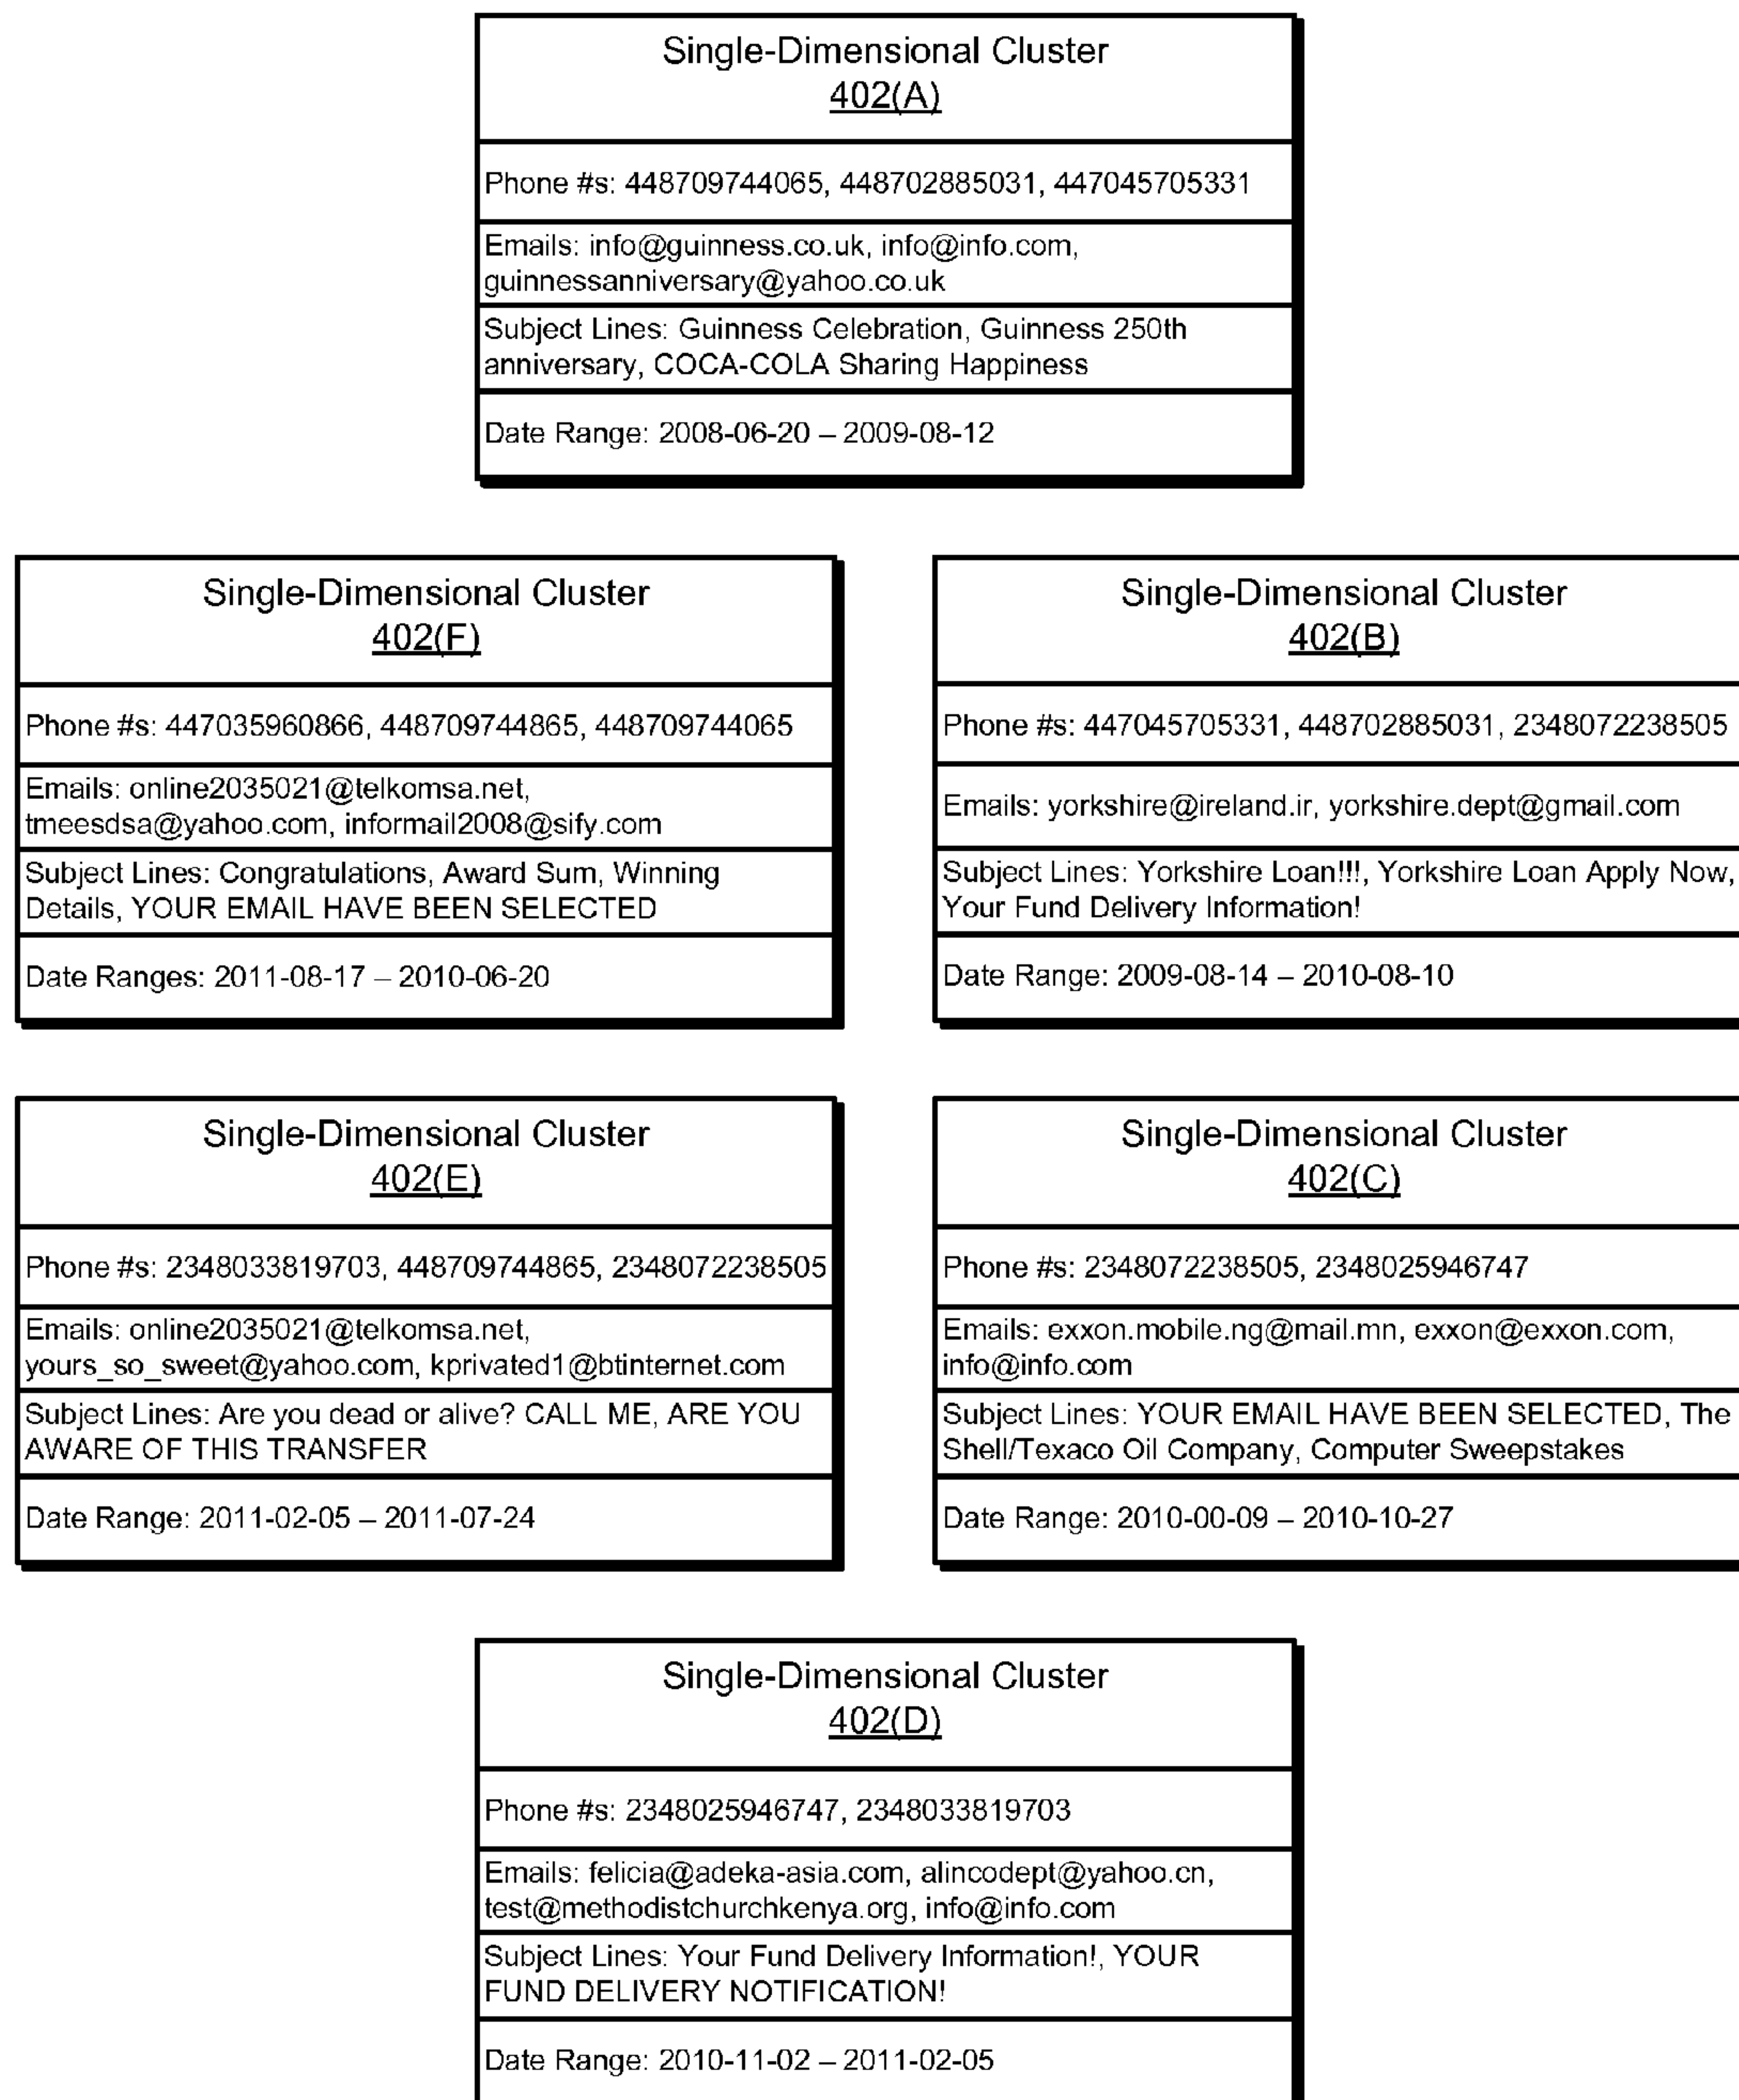 Single-Dimensional Cluster
402(A)
Phone #s: 448709744065, 448702885031, 447045705331
Emails: info@guinness.co.uk, info@info.com,
guinnessanniversary@yahoo.co.uk
Subject Lines: Guinness Celebration, Guinness 250th
anniversary, COCA-COLA Sharing Happiness
Date Range: 2008-06-20 – 2009-08-12
Single-Dimensional Cluster
402(F)
Phone #s: 447035960866, 448709744865, 448709744065
Emails: online2035021@telkomsa.net,
tmeesdsa@yahoo.com, informail2008@sify.com
Subject Lines: Congratulations, Award Sum, Winning
Details, YOUR EMAIL HAVE BEEN SELECTED
Date Ranges: 2011-08-17 – 2010-06-20
Single-Dimensional Cluster
402(B)
Phone #s: 447045705331, 448702885031, 2348072238505
Emails: yorkshire@ireland.ir, yorkshire.dept@gmail.com
Subject Lines: Yorkshire Loan!!!, Yorkshire Loan Apply Now,
Your Fund Delivery Information!
Date Range: 2009-08-14 – 2010-08-10
Single-Dimensional Cluster
402(E)
Phone #s: 2348033819703, 448709744865, 2348072238505
Emails: online2035021@telkomsa.net,
yours_so_sweet@yahoo.com, kprivated1@btinternet.com
Subject Lines: Are you dead or alive? CALL ME, ARE YOU
AWARE OF THIS TRANSFER
Date Range: 2011-02-05 – 2011-07-24
Single-Dimensional Cluster
402(C)
Phone #s: 2348072238505, 2348025946747
Emails: exxon.mobile.ng@mail.mn, exxon@exxon.com,
info@info.com
Subject Lines: YOUR EMAIL HAVE BEEN SELECTED, The
Shell/Texaco Oil Company, Computer Sweepstakes
Date Range: 2010-00-09 – 2010-10-27
Single-Dimensional Cluster
402(D)
Phone #s: 2348025946747, 2348033819703
Emails: felicia@adeka-asia.com, alincodept@yahoo.cn,
test@methodistchurchkenya.org, info@info.com
Subject Lines: Your Fund Delivery Information!, YOUR
FUND DELIVERY NOTIFICATION!
Date Range: 2010-11-02 – 2011-02-05